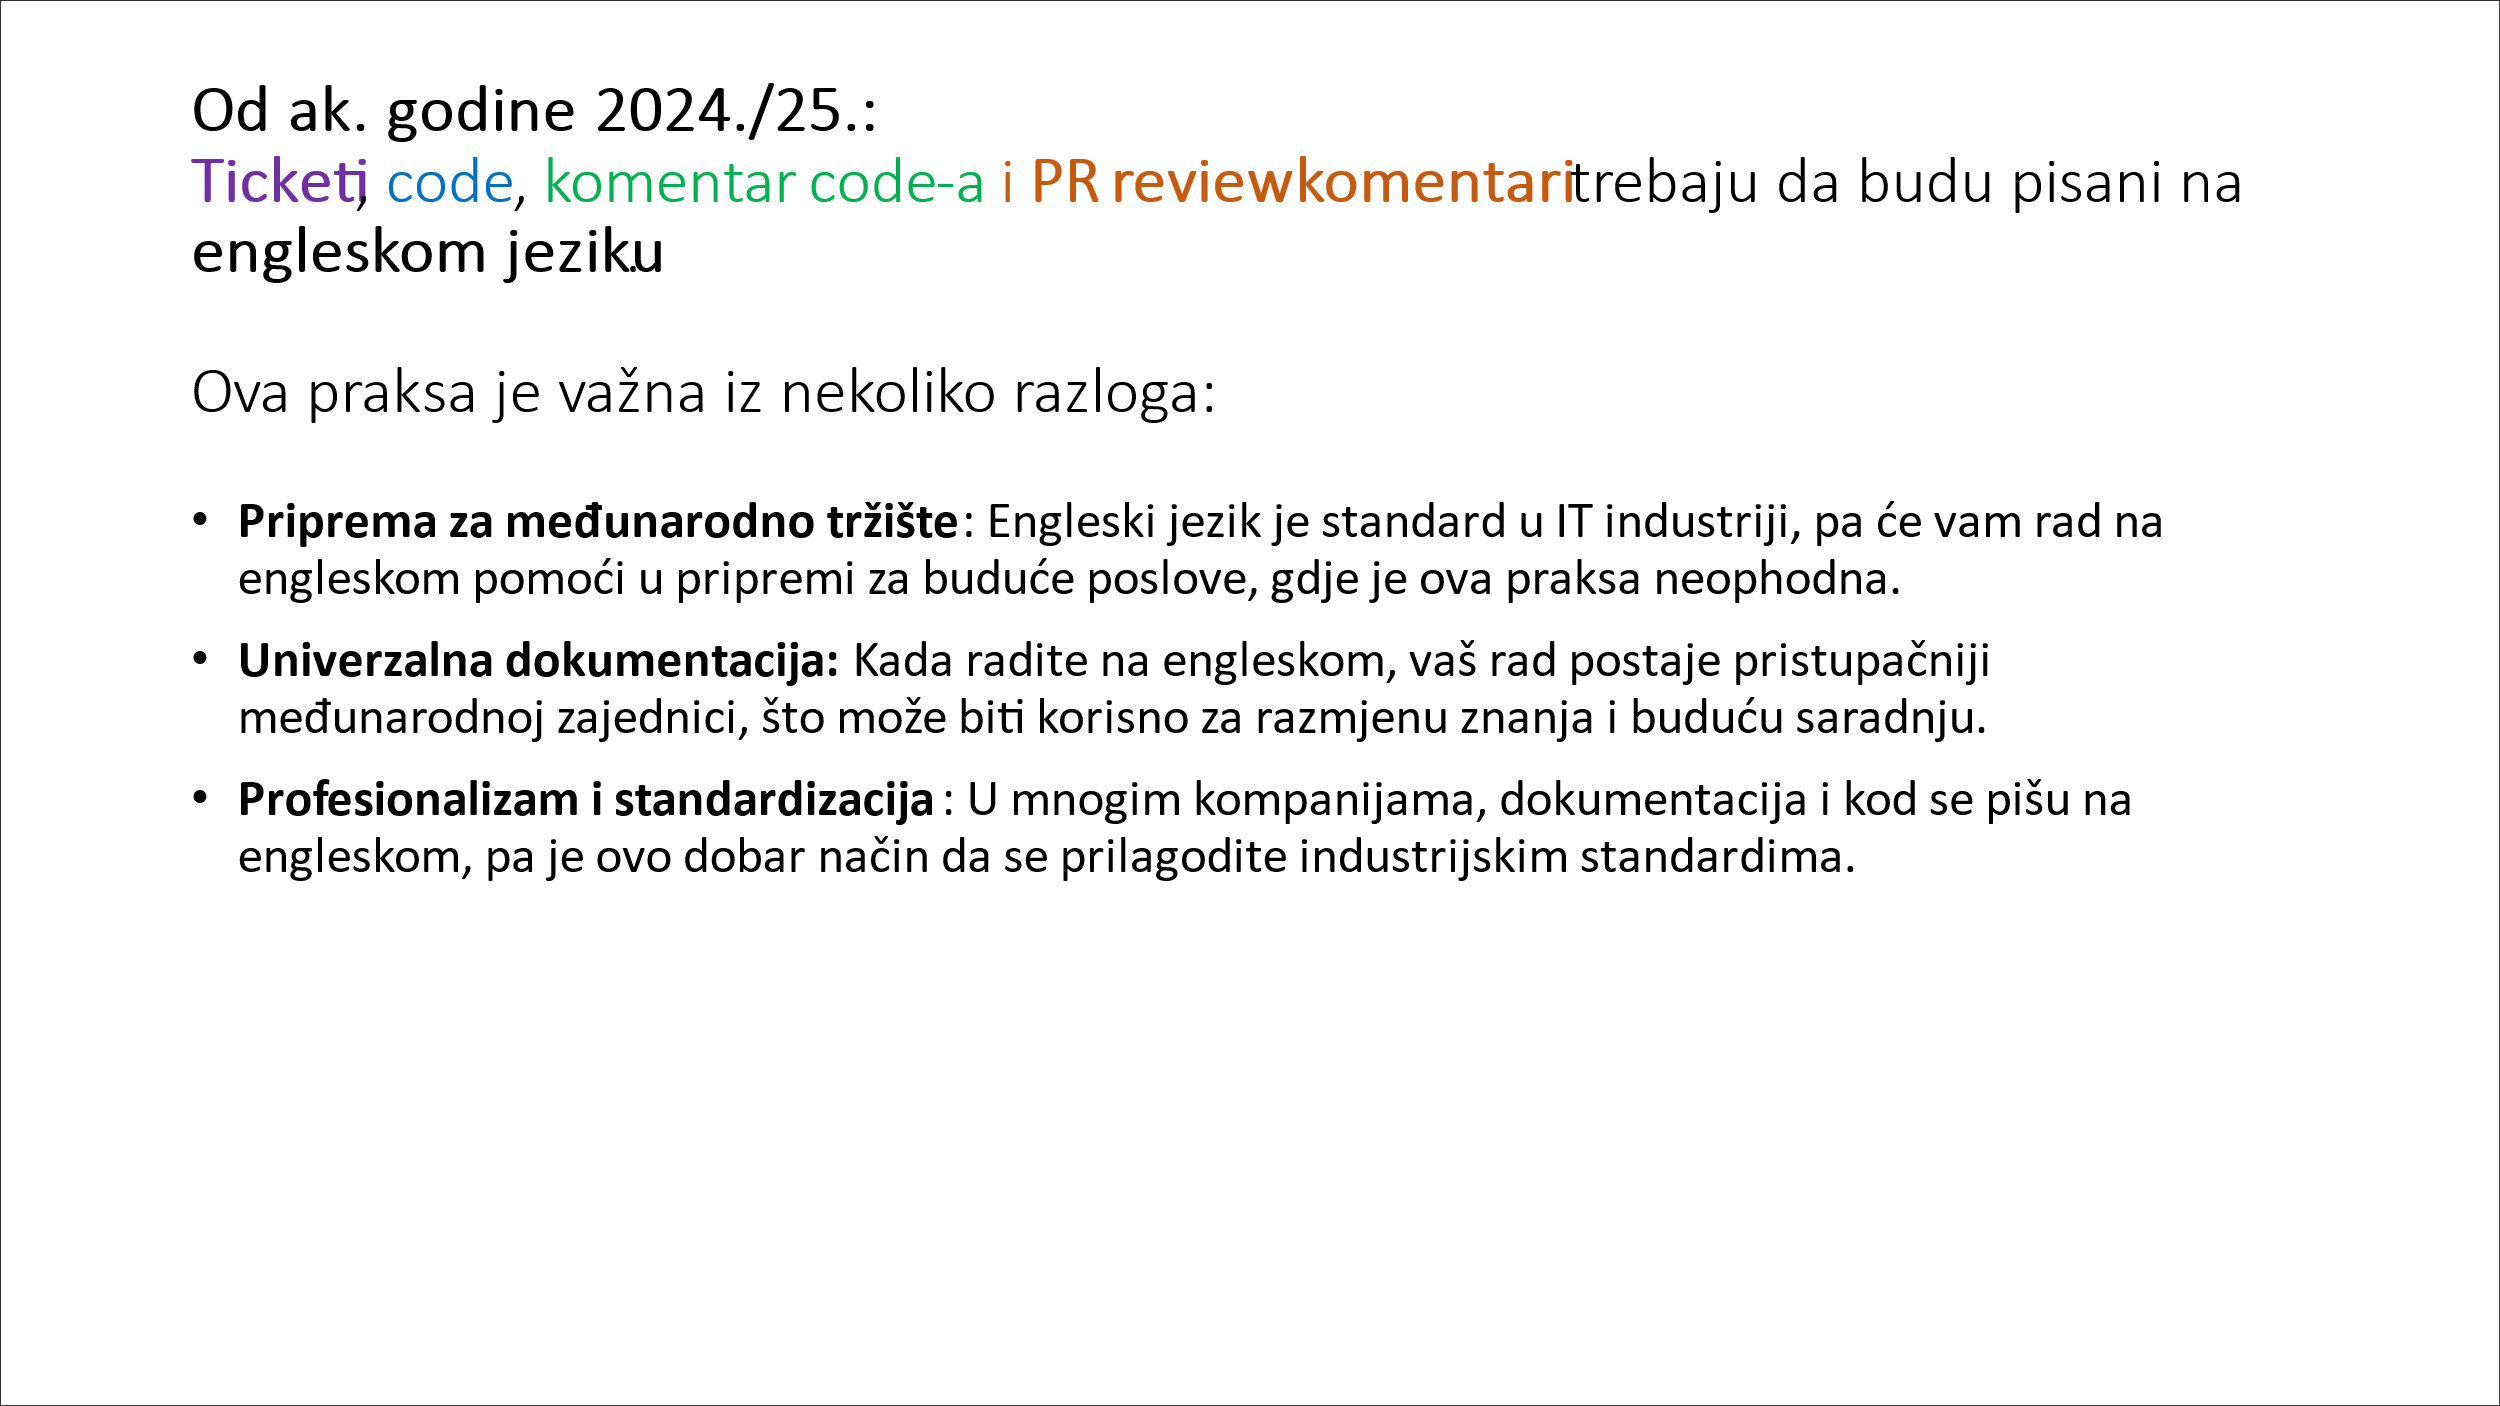 Od ak. godine 2024./25.:
Ticketi, code, komentar code-a i PR review komentari trebaju da budu pisani na
engleskom jeziku.
Ova praksa je važna iz nekoliko razloga:
• Priprema za međunarodno tržište: Engleski jezik je standard u IT industriji, pa će vam rad na
engleskom pomoći u pripremi za buduće poslove, gdje je ova praksa neophodna.
• Univerzalna dokumentacija: Kada radite na engleskom, vaš rad postaje pristupačniji
međunarodnoj zajednici, što može biti korisno za razmjenu znanja i buduću saradnju.
• Profesionalizam i standardizacija: U mnogim kompanijama, dokumentacija i kod se pišu na
engleskom, pa je ovo dobar način da se prilagodite industrijskim standardima.